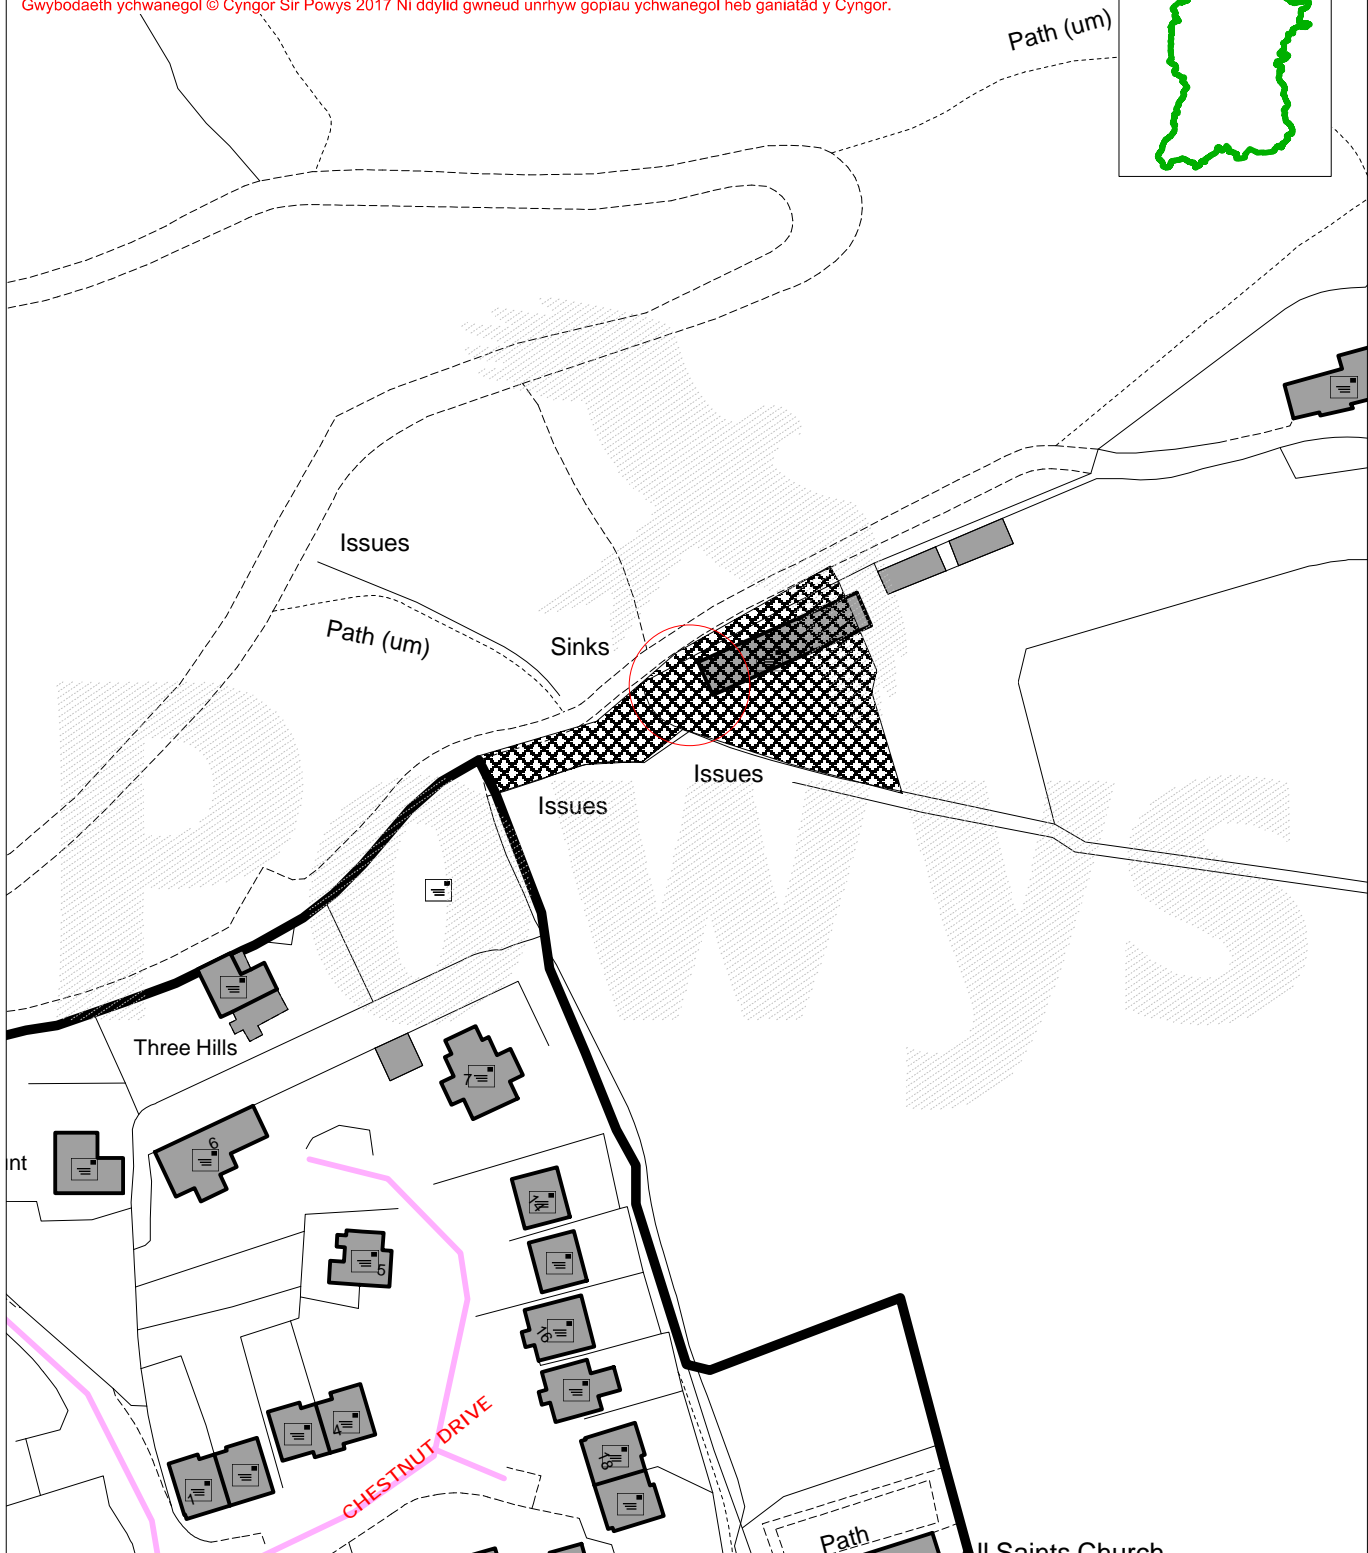 Gwybodaeth ychwanegol © Cyngor Sir Powys 2017 Ni ddylid gwneud unrhyw gopïau ychwanegol heb ganiatâd y Cyngor.
Path (um)
Issues
Path (um)
Sinks
Issues
Issues
Powys
Three Hills
7
6
5
14
16
4
CHESTNUT DRIVE
18
1
Path
ll Saints Church